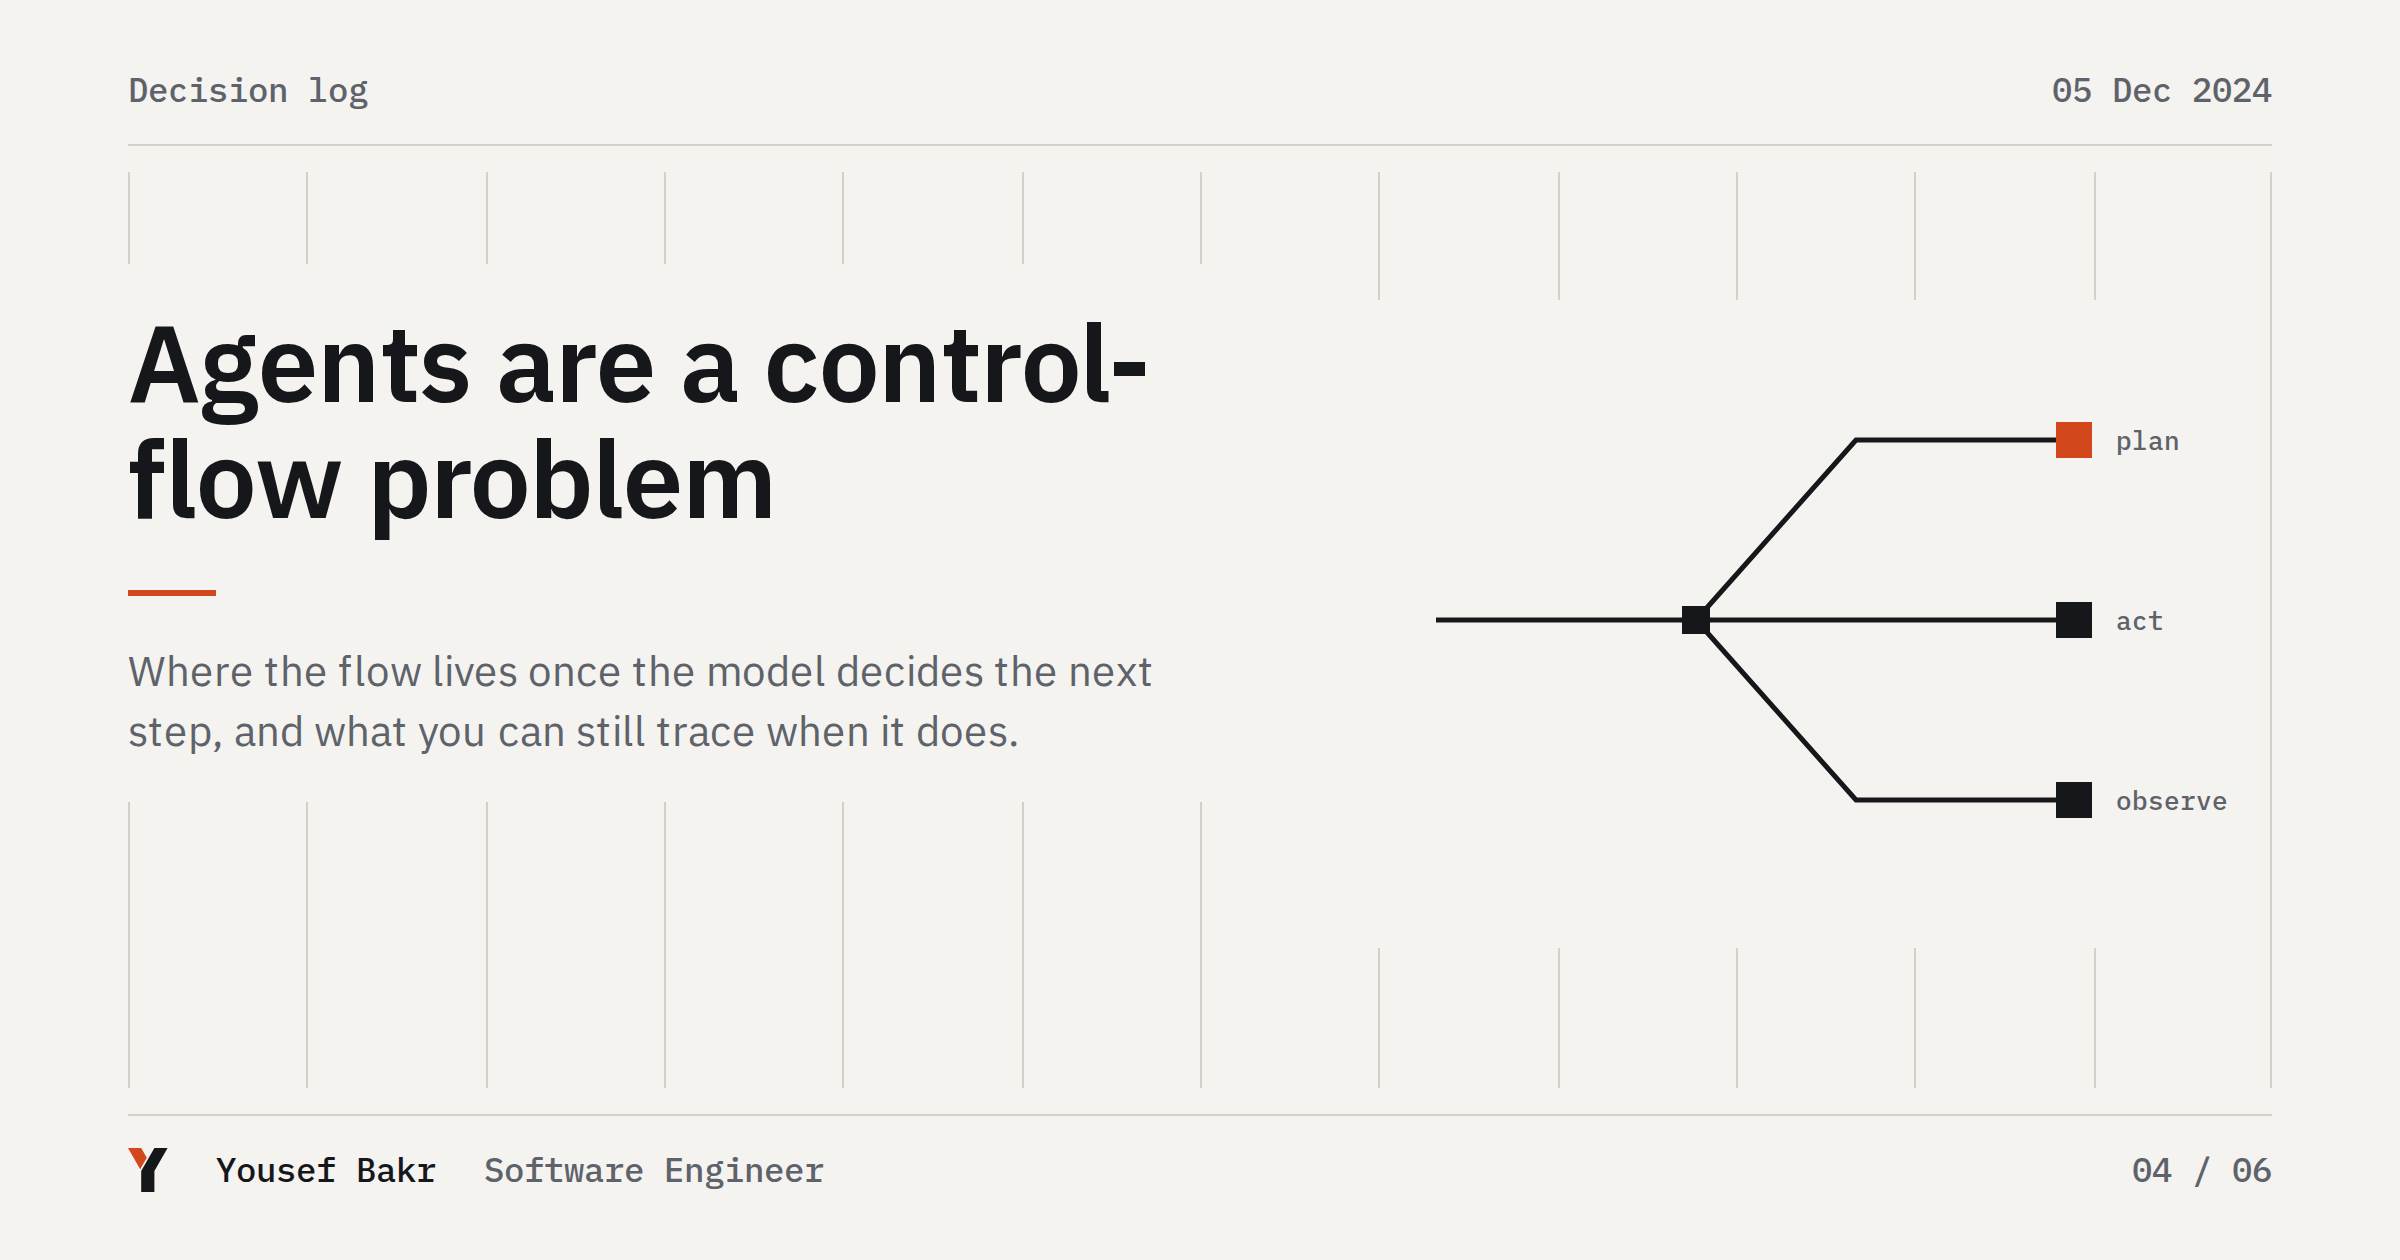 Decision log
05 Dec 2024
Agents are a control-
flow problem
Where the flow lives once the model decides the next
step, and what you can still trace when it does.
plan
act
observe
Y Yousef Bakr Software Engineer
04 / 06